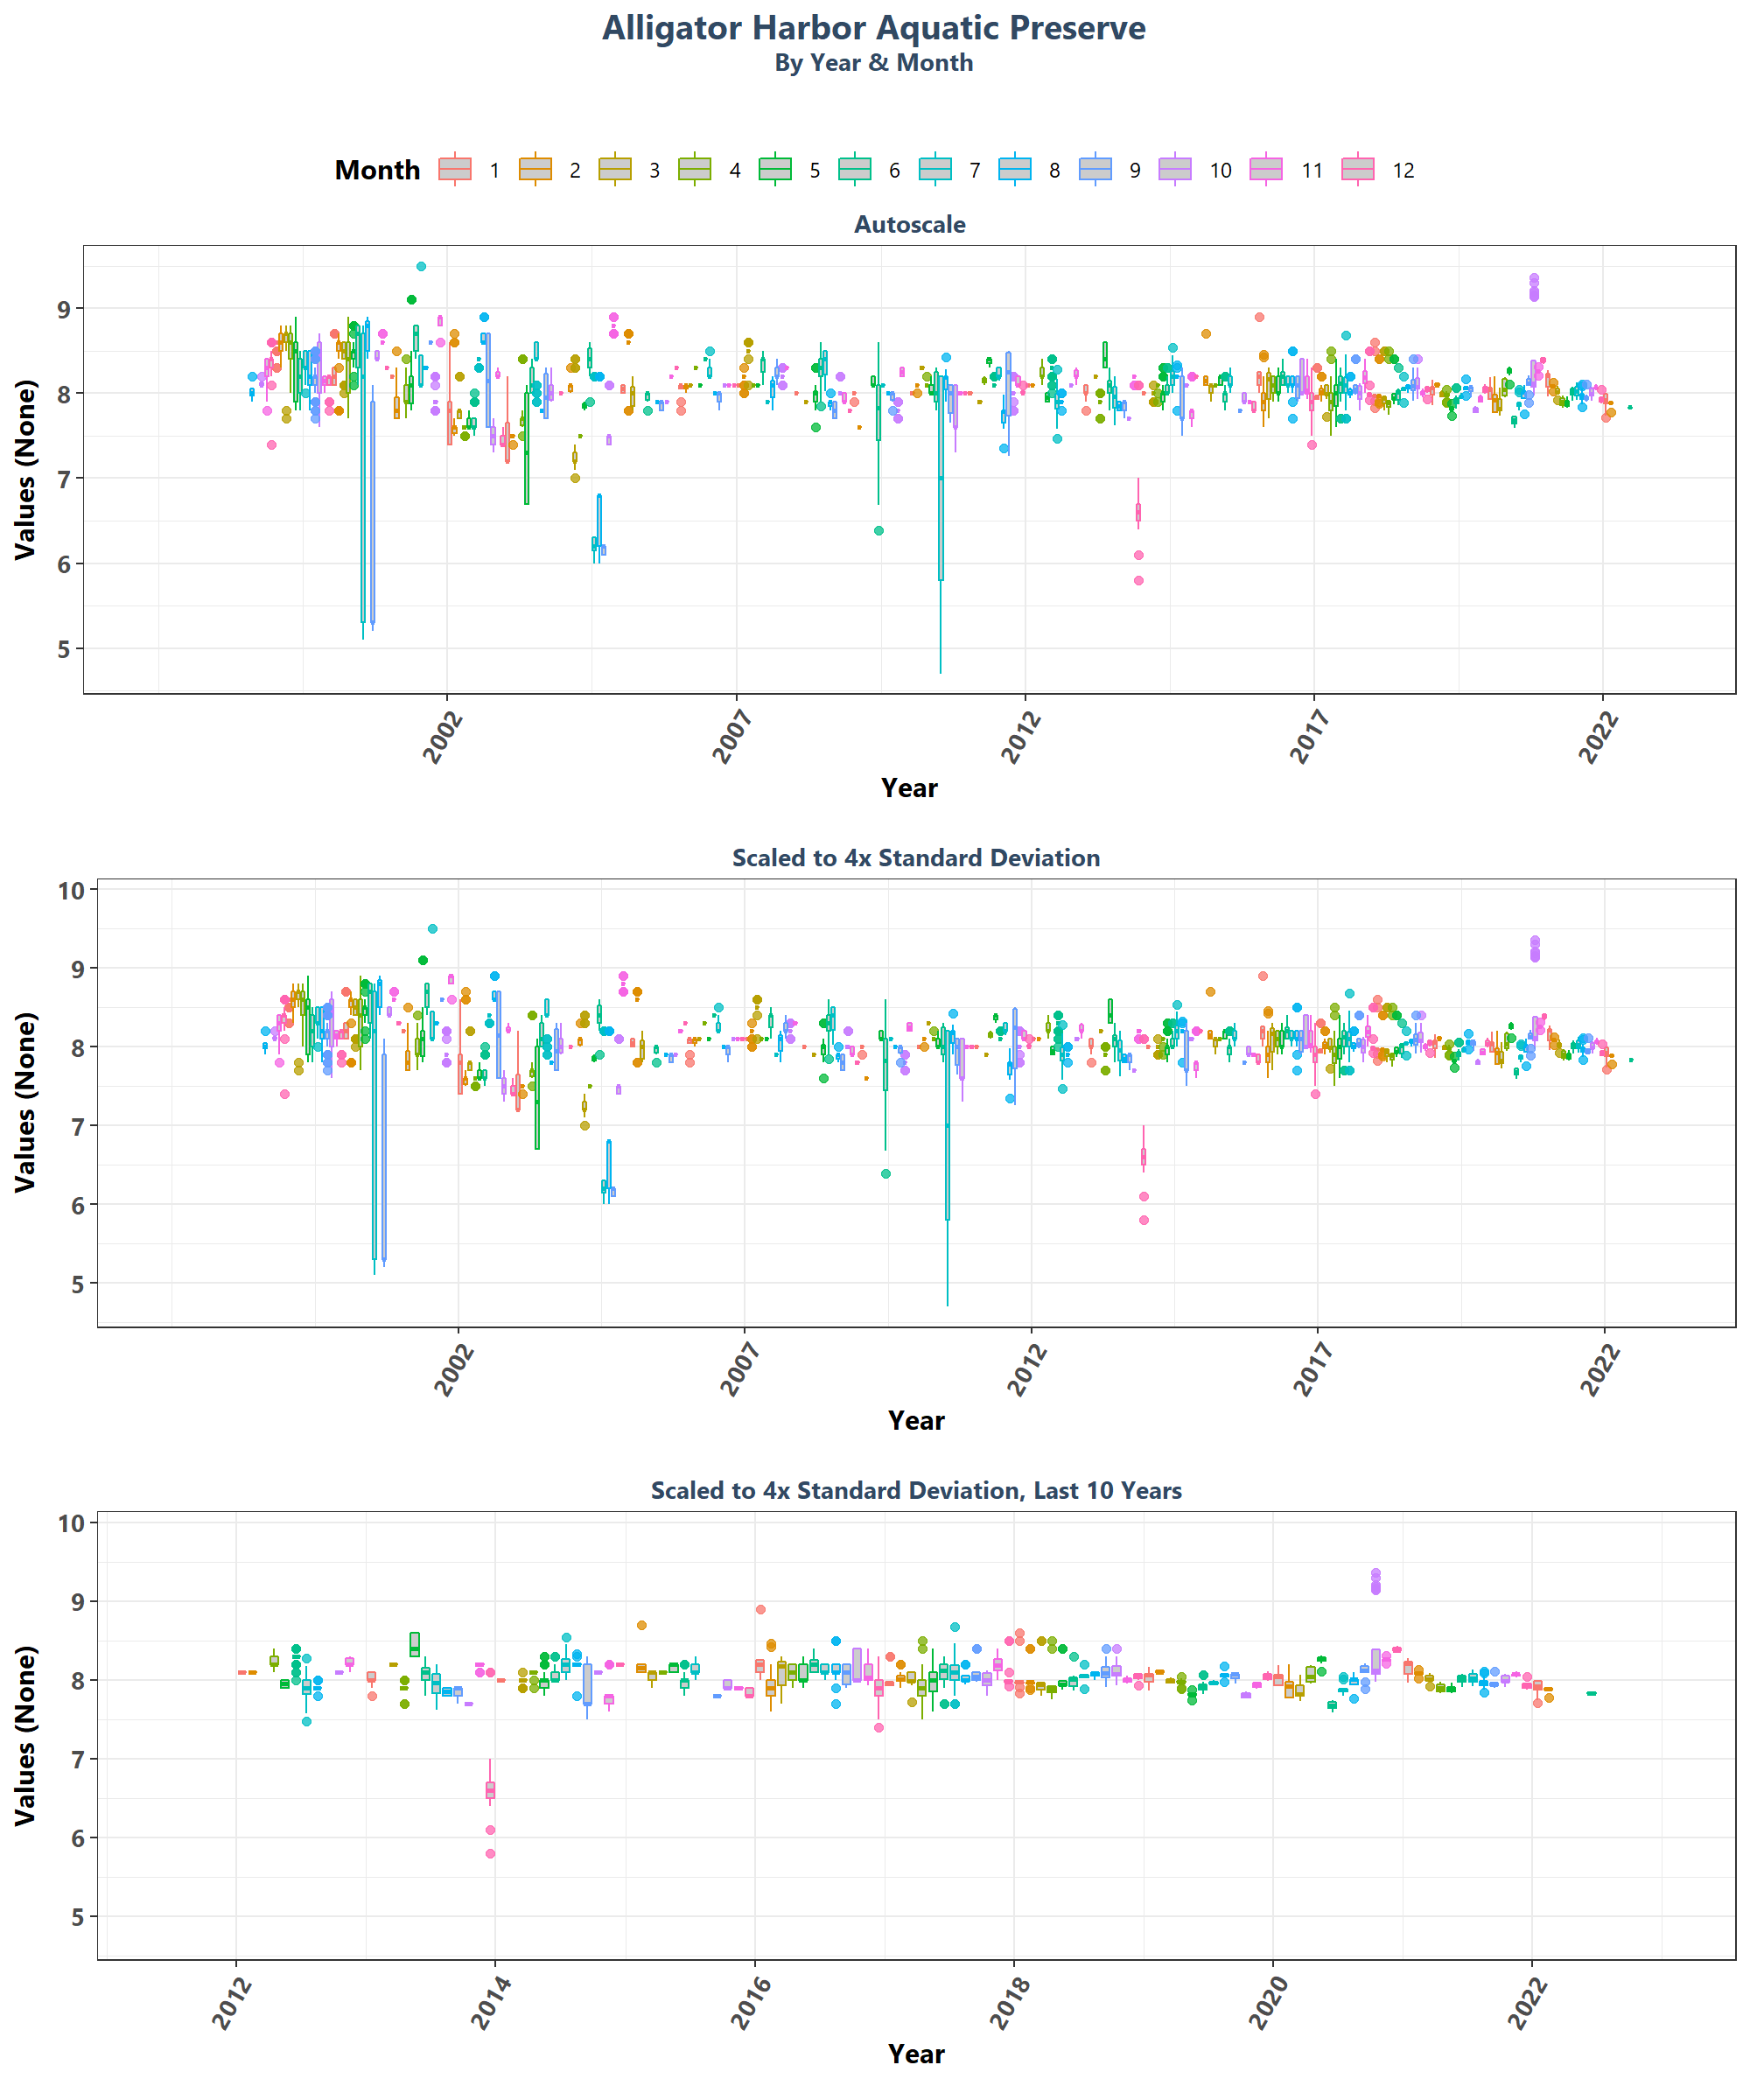 Alligator Harbor Aquatic Preserve
By Year & Month
Month 1 2 3 4 5 6 7 8 9 10 11 12
Autoscale
Values (None)
9
8
7
6
5
2002 2007 2012 2017 2022
Year
Scaled to 4x Standard Deviation
Values (None)
10
9
8
7
6
5
2002 2007 2012 2017 2022
Year
Scaled to 4x Standard Deviation, Last 10 Years
Values (None)
10
9
8
7
6
5
2012 2014 2016 2018 2020 2022
Year